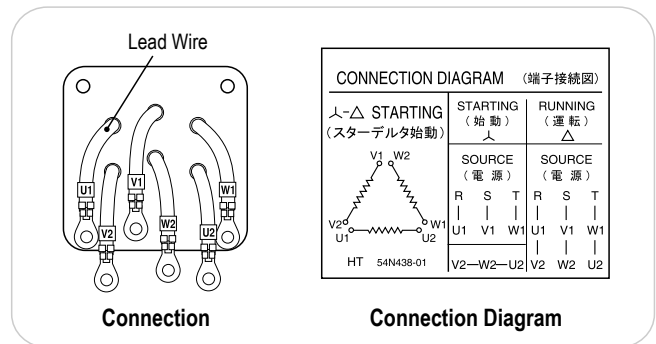 Lead Wire
U1
V1
W1
V2
W2
U2
Connection
CONNECTION DIAGRAM (端子接続図)
人-△ STARTING
(スターデルタ始動)
V1 W2
V2 W1
U1 U2
HT 54N438-01
STARTING
(始動)
人
SOURCE
(電源)
R S T
U1 V1 W1
V2—W2—U2
RUNNING
(運転)
△
SOURCE
(電源)
R S T
U1 V1 W1
V2 W2 U2
Connection Diagram